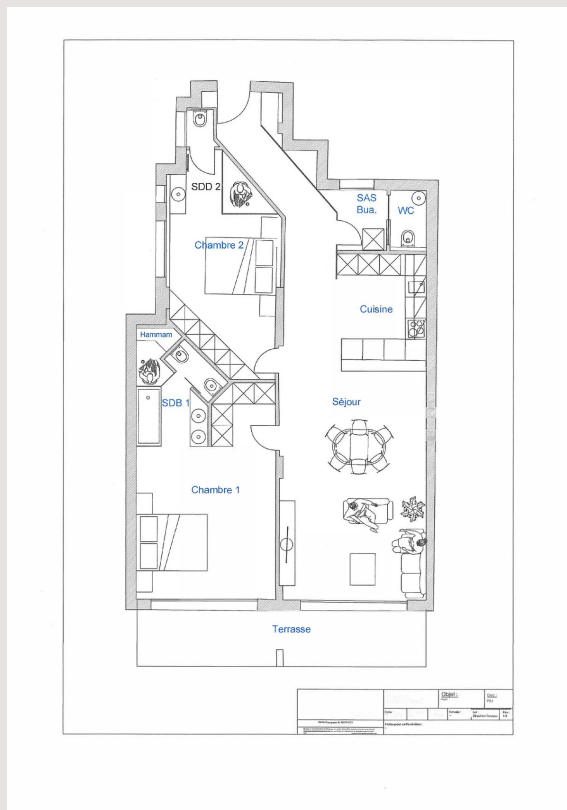 SDD 2
SAS
Bua.
WC
Chambre 2
Cuisine
Hammam
SDB 1
Séjour
Chambre 1
Terrasse
Objet :